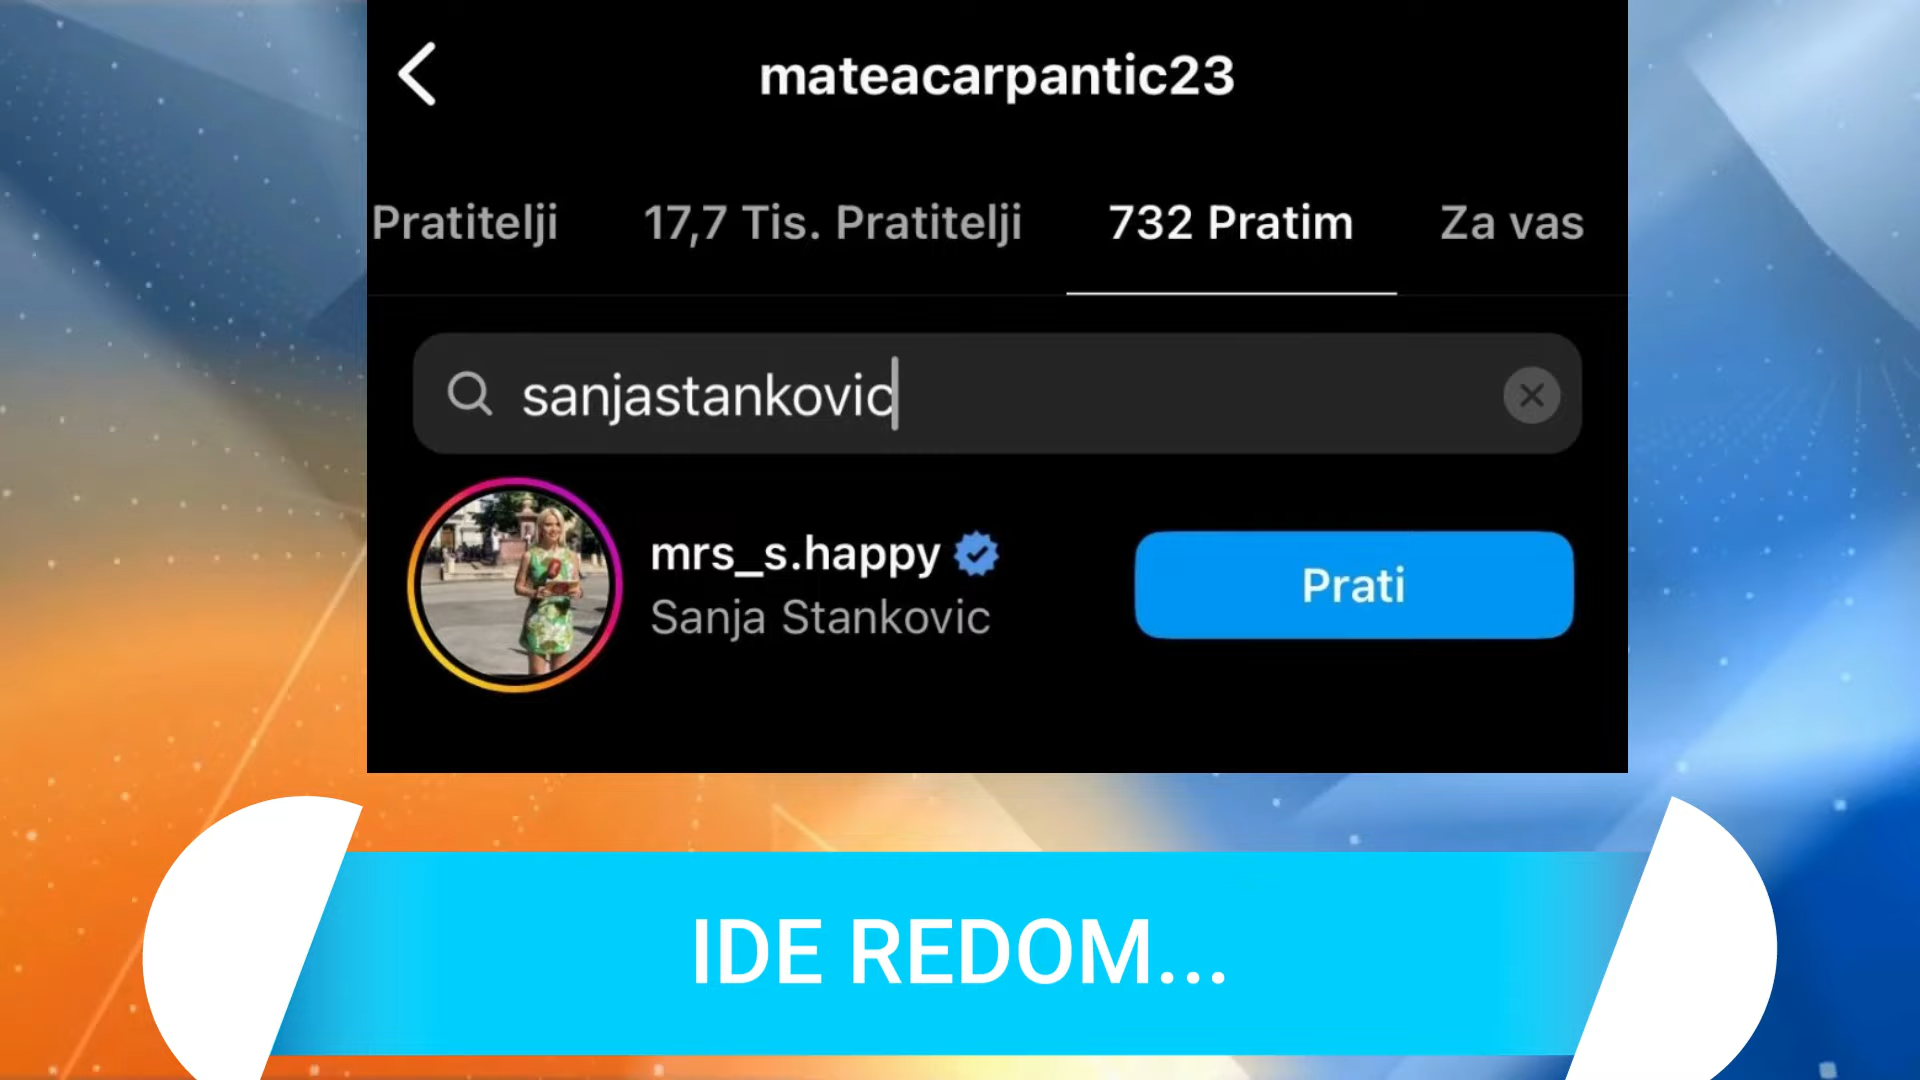 mateacarpantic23
Pratitelji 17,7 Tis. Pratitelji 732 Pratim Za vas
sanjastankovic
mrs_s.happy
Sanja Stankovic
Prati
IDE REDOM...